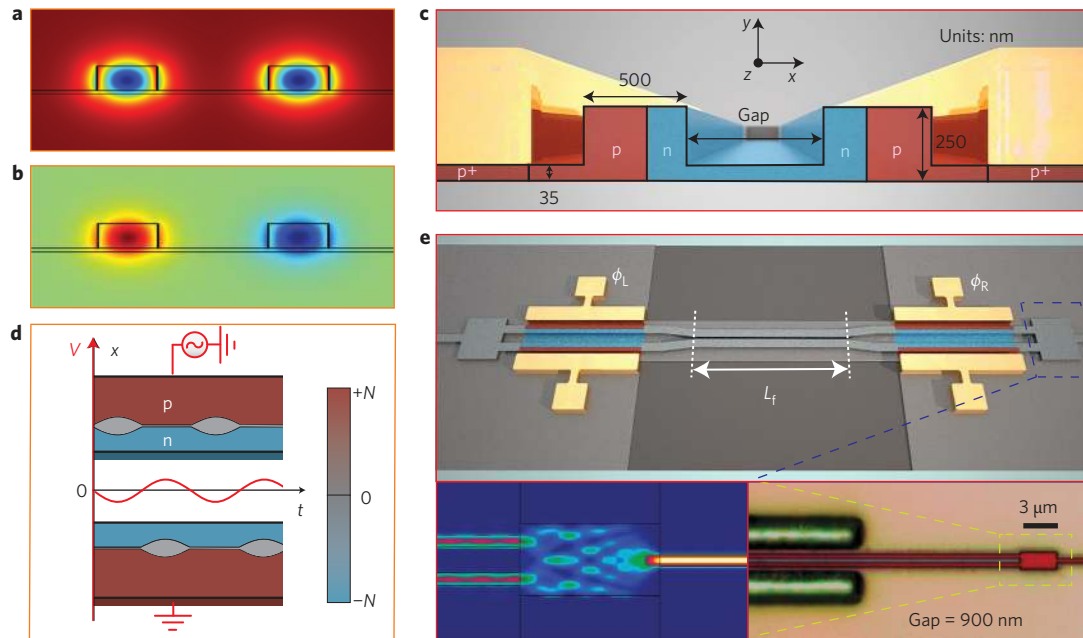 a
b
c
Units: nm
y
z
x
500
Gap
p
n
n
p
250
p+
p+
35
d
V
x
p
n
0
t
+N
0
−N
e
ϕL
ϕR
Lf
3 μm
Gap = 900 nm